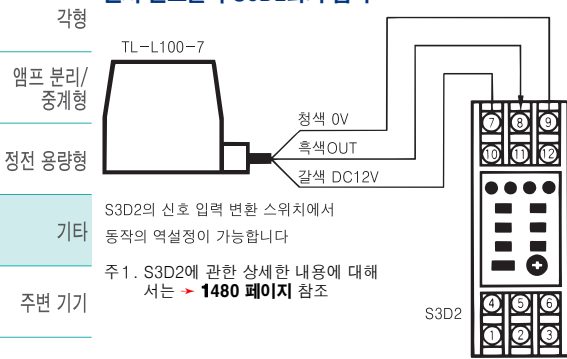 각형
TL-L100-7
앰프 분리/
중계형
청색 0V
흑색OUT
갈색 DC12V
7 8 9
10 11 12
정전 용량형
S3D2의 신호 입력 변환 스위치에서
동작의 역설정이 가능합니다
기타
주1. S3D2에 관한 상세한 내용에 대해
서는 → 1480 페이지 참조
주변 기기
S3D2
4 5 6
1 2 3